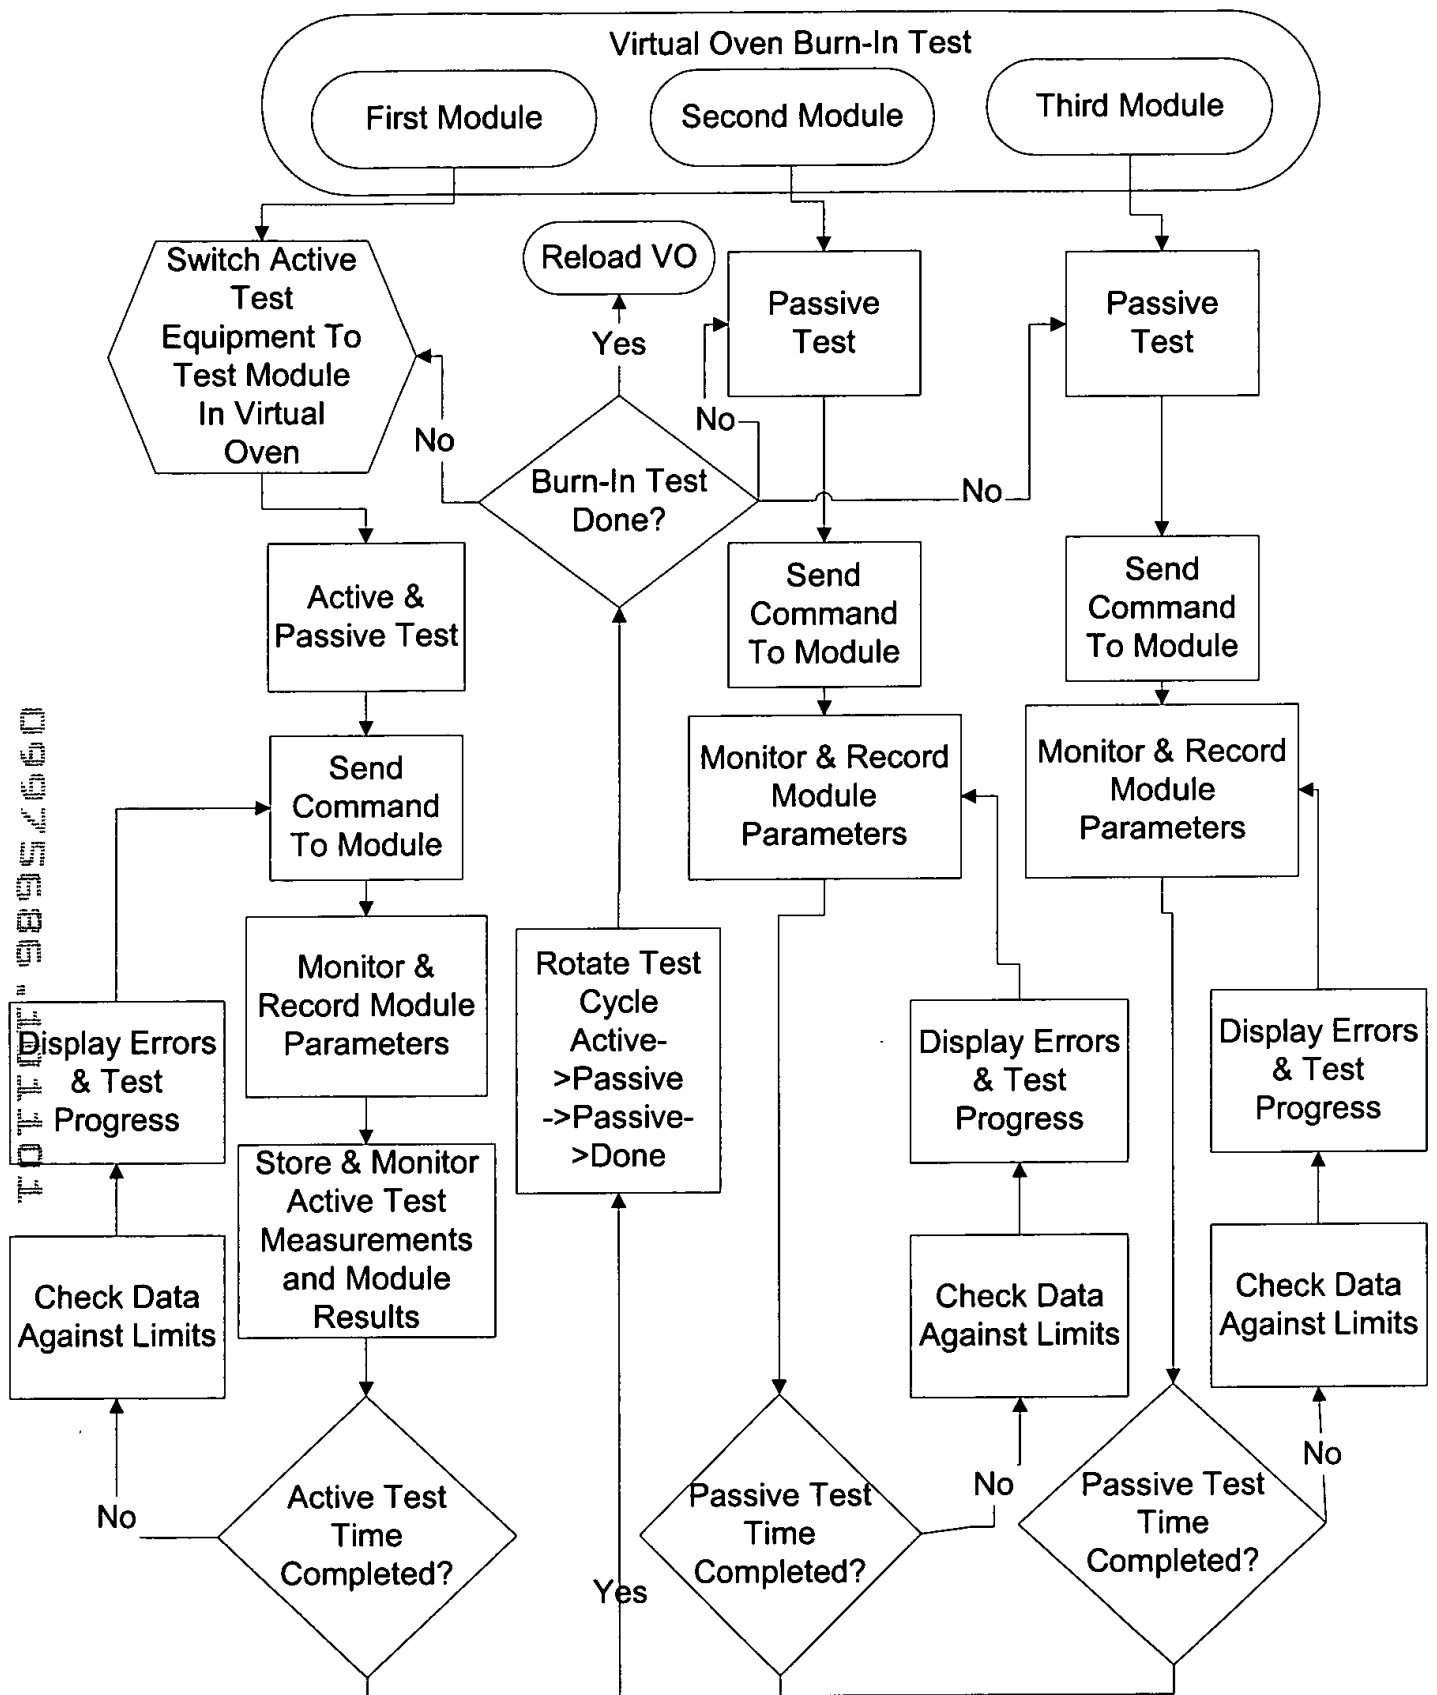 Virtual Oven Burn-In Test
First Module
Second Module
Third Module
Switch Active
Test
Equipment To
Test Module
In Virtual
Oven
Reload VO
Yes
Passive
Test
Passive
Test
No
No
Burn-In Test
Done?
No
Active &
Passive Test
Send
Command
To Module
Send
Command
To Module
Send
Command
To Module
Monitor & Record
Module
Parameters
Monitor & Record
Module
Parameters
Monitor &
Record Module
Parameters
Rotate Test
Cycle
Active-
>Passive
->Passive-
>Done
Display Errors
& Test
Progress
Display Errors
& Test
Progress
Display Errors
& Test
Progress
Store & Monitor
Active Test
Measurements
and Module
Results
Check Data
Against Limits
Check Data
Against Limits
Check Data
Against Limits
No
Active Test
Time
Completed?
Yes
Passive Test
Time
Completed?
No
Passive Test
Time
Completed?
No
09975686.101101